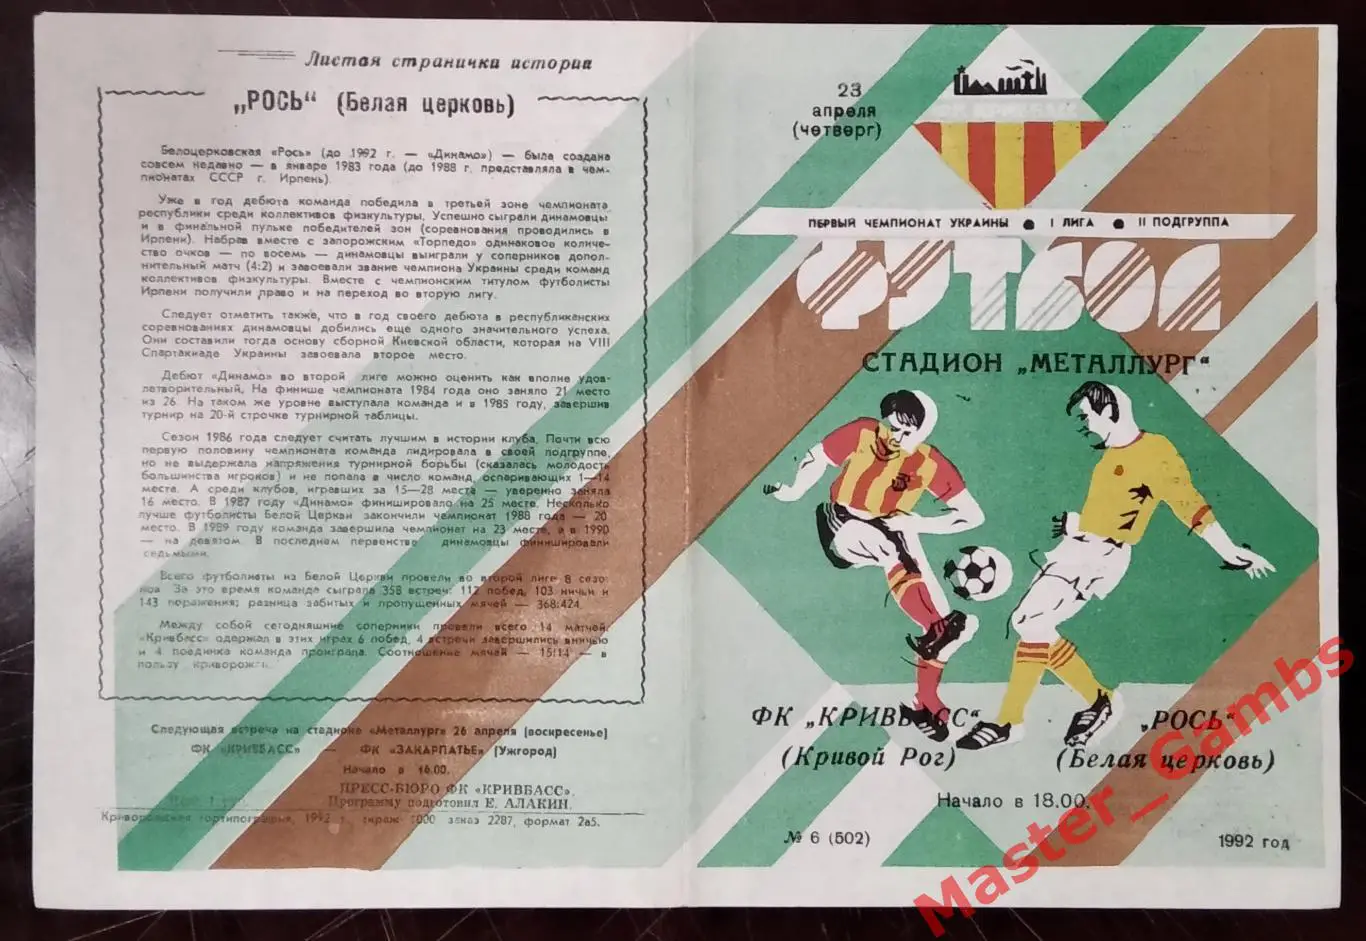 Листая странички истории
„РОСЬ“ (Белая церковь)
Белоцерковская «Рось» (до 1992 г. — «Динамо») — была создана
совсем недавно — в январе 1983 года (до 1988 г. представляла в чем-
пионатах СССР г. Ирпень).
Уже в год дебюта команда победила в третьей зоне чемпионата
республики среди коллективов физкультуры. Успешно сыграли динамовцы
и в финальной пульке победителей зон (соревнования проводились в
Ирпени). Набрав вместе с запорожским «Торпедо» одинаковое количе-
ство очков — по восемь — динамовцы выиграли у соперников допол-
нительный матч (4:2) и завоевали звание чемпиона Украины среди команд
коллективов физкультуры. Вместе с чемпионским титулом футболисты
Ирпени получили право и на переход во вторую лигу.
Следует отметить также, что в год своего дебюта в республиканских
соревнованиях динамовцы добились еще одного значительного успеха.
Они составили тогда основу сборной Киевской области, которая на VIII
Спартакиаде Украины завоевала второе место.
Дебют «Динамо» во второй лиге можно оценить как вполне удов-
летворительный. На финише чемпионата 1984 года оно заняло 21 место
из 26. На таком же уровне выступала команда и в 1985 году, завершив
турнир на 20-й строчке турнирной таблицы.
Сезон 1986 года следует считать лучшим в истории клуба. Почти всю
первую половину чемпионата команда лидировала в своей подгруппе,
но не выдержала напряжения турнирной борьбы (сказалась молодость
большинства игроков) и не попала в число команд, оспаривающих 1—14
места. А среди клубов, игравших за 15—28 места — уверенно заняла
16 место. В 1987 году «Динамо» финишировало на 25 месте. Несколько
лучше футболисты Белой Церкви закончили чемпионат 1988 года — 20
место. В 1989 году команда завершила чемпионат на 23 месте, а в 1990
— на девятом. В последнем первенстве динамовцы финишировали
седьмыми.
Всего футболисты из Белой Церкви провели во второй лиге 8 сезо-
нов. За это время команде сыграла 358 встреч: 112 побед, 103 ничьи и
143 поражения; разница забитых и пропущенных мячей — 368:424.
Между собой сегодняшние соперники провели всего 14 матчей.
«Кривбасс» одержал в этих играх 6 побед, 4 встречи завершились вничью
и 4 поединка команда проиграла. Соотношение мячей — 15:14 — в
пользу криворожан.
Следующая встреча на стадионе «Металлург» 26 апреля (воскресенье)
ФК «КРИВБАСС» — ФК «ЗАКАРПАТЬЕ» (Ужгород)
Начало в 16.00.
ПРЕСС-БЮРО ФК «КРИВБАСС».
Программу подготовил Е. АЛАКИН.
Криворожская гортипография, 1992 г. тираж 1000 заказ 2287, формат 2а5.
23
апреля
(четверг)
ПЕРВЫЙ ЧЕМПИОНАТ УКРАИНЫ ● I ЛИГА ● II ПОДГРУППА
ФУТБОЛ
СТАДИОН „МЕТАЛЛУРГ“
ФК „КРИВБАСС“
(Кривой Рог)
„РОСЬ“
(Белая церковь)
Начало в 18.00.
№ 6 (502)
1992 год
Master_Gambs